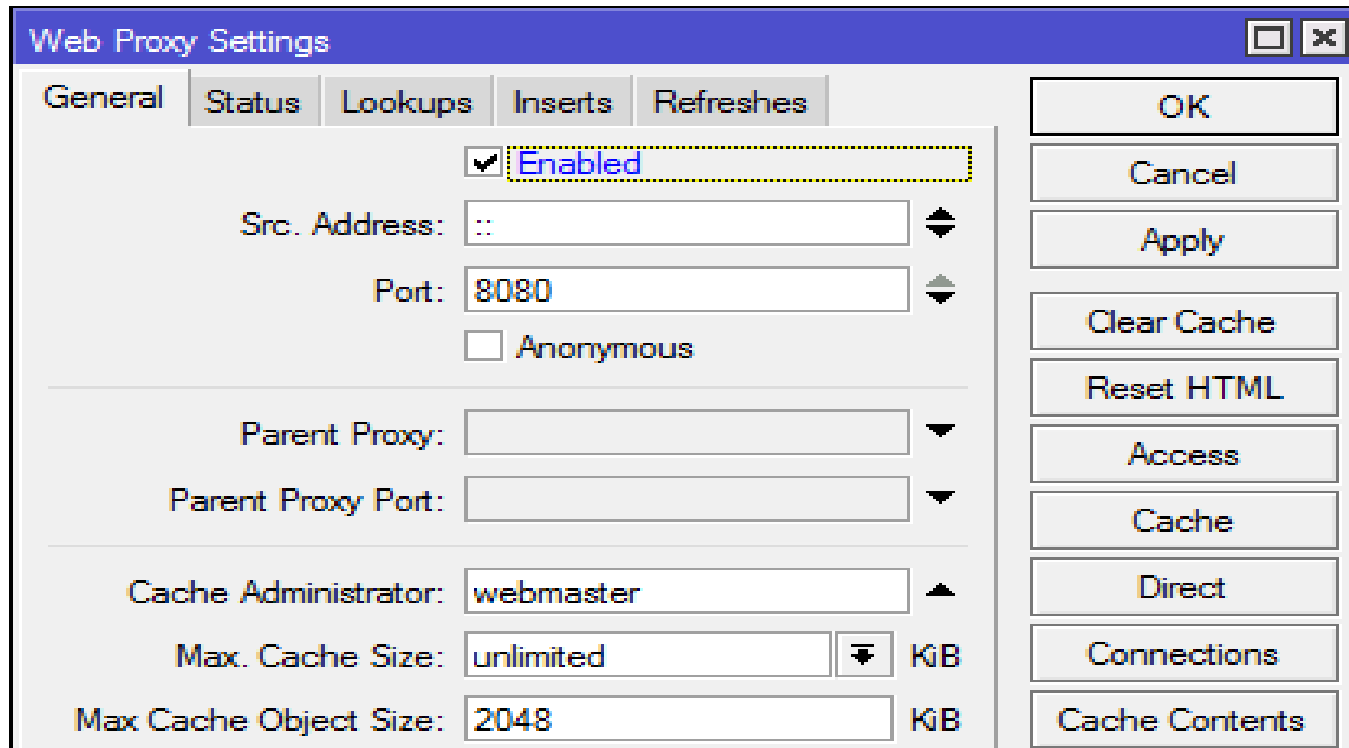 Web Proxy Settings
General Status Lookups Inserts Refreshes
Enabled
Src. Address: ::
Port: 8080
Anonymous
Parent Proxy:
Parent Proxy Port:
Cache Administrator: webmaster
Max. Cache Size: unlimited KiB
Max Cache Object Size: 2048 KiB
OK
Cancel
Apply
Clear Cache
Reset HTML
Access
Cache
Direct
Connections
Cache Contents